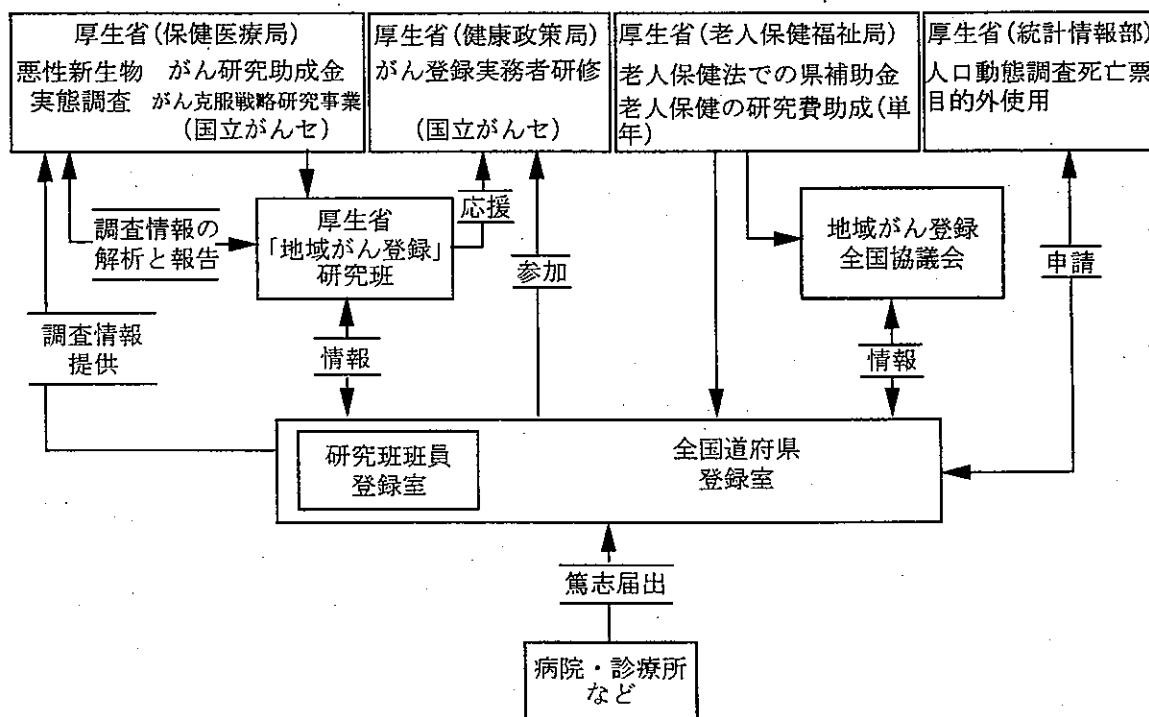 厚生省(保健医療局)
悪性新生物 がん研究助成金
実態調査 がん克服戦略研究事業
(国立がんセ)
厚生省(健康政策局)
がん登録実務者研修
(国立がんセ)
厚生省(老人保健福祉局)
老人保健法での県補助金
老人保健の研究費助成(単
年)
厚生省(統計情報部)
人口動態調査死亡票
目的外使用
調査情報の
解析と報告
厚生省
「地域がん登録」
研究班
応援
参加
地域がん登録
全国協議会
申請
調査情報
提供
情報
情報
研究班班員
登録室
全国道府県
登録室
篤志届出
病院・診療所
など